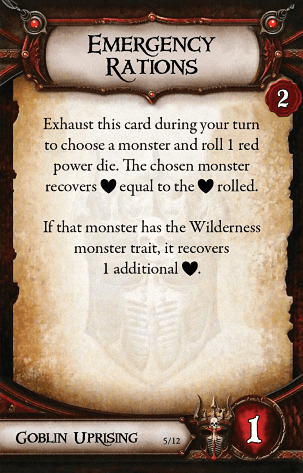 Emergency
Rations
2
Exhaust this card during your turn
to choose a monster and roll 1 red
power die. The chosen monster
recovers ♥ equal to the ♥ rolled.
If that monster has the Wilderness
monster trait, it recovers
1 additional ♥.
Goblin Uprising
5/12
1